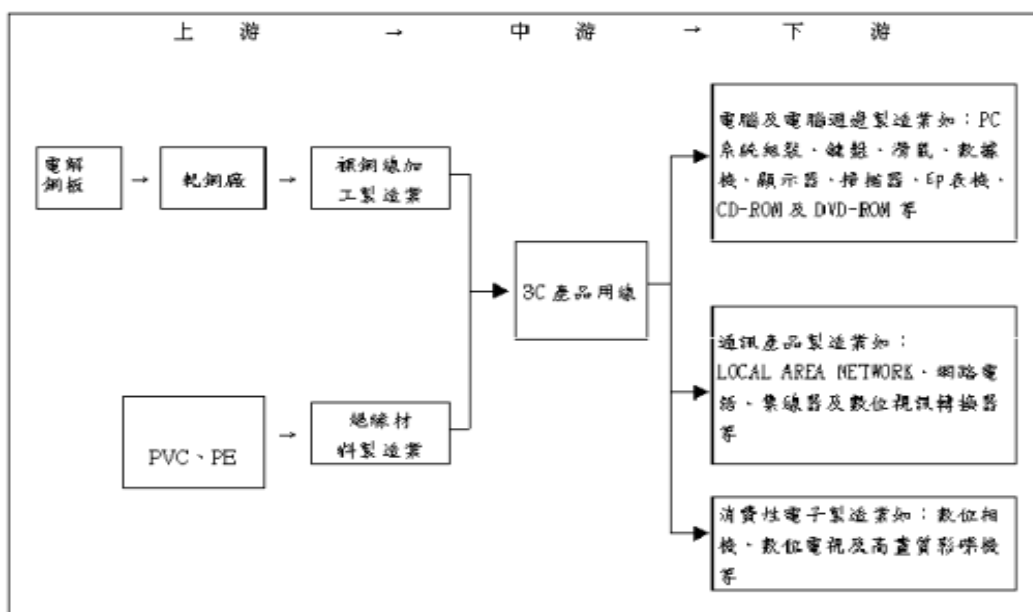 上 游 → 中 游 → 下 游
電解
銅板
→
軋銅廠
→
裸銅線加
工製造業
PVC、PE
→
絕緣材
料製造業
3C 產品用線
電腦及電腦週邊製造業如：PC
系統組裝、鍵盤、滑鼠、數據
機、顯示器、掃描器、印表機、
CD-ROM 及 DVD-ROM 等
通訊產品製造業如：
LOCAL AREA NETWORK、網路電
話、集線器及數位視訊轉換器
等
消費性電子製造業如：數位相
機、數位電視及高畫質影碟機
等